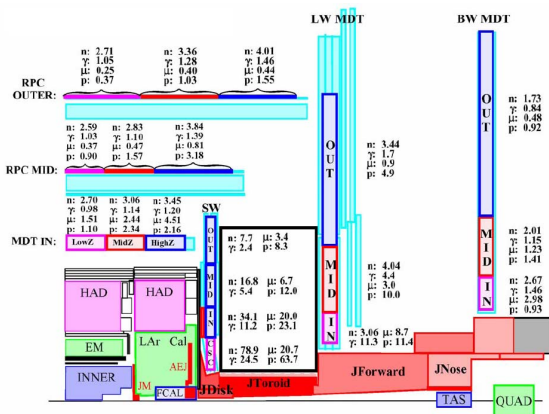 LW MDT
BW MDT
RPC OUTER:
n: 2.71
γ: 1.05
μ: 0.25
p: 0.37
n: 3.36
γ: 1.28
μ: 0.40
p: 1.03
n: 4.01
γ: 1.46
μ: 0.44
p: 1.55
RPC MID:
n: 2.59
γ: 1.03
μ: 0.37
p: 0.90
n: 2.83
γ: 1.10
μ: 0.47
p: 1.57
n: 3.84
γ: 1.39
μ: 0.81
p: 3.18
MDT IN:
n: 2.70
γ: 0.98
μ: 1.51
p: 1.10
n: 3.06
γ: 1.14
μ: 2.44
p: 2.34
n: 3.45
γ: 1.20
μ: 4.51
p: 2.16
LowZ MidZ HighZ
SW
OUT
MID
IN
CSC
n: 7.7 μ: 3.4
γ: 2.4 p: 8.3
n: 16.8 μ: 6.7
γ: 5.4 p: 12.0
n: 34.1 μ: 20.0
γ: 11.2 p: 23.1
n: 78.9 μ: 20.7
γ: 24.5 p: 63.7
OUT
MID
IN
n: 3.44
γ: 1.7
μ: 0.9
p: 4.9
n: 4.04
γ: 4.4
μ: 3.0
p: 10.0
n: 3.06 μ: 8.7
γ: 11.3 p: 11.4
OUT
MID
IN
n: 1.73
γ: 0.84
μ: 0.48
p: 0.92
n: 2.01
γ: 1.15
μ: 1.23
p: 1.41
n: 2.67
γ: 1.46
μ: 2.98
p: 0.93
HAD HAD
EM LAr Cal
INNER JM AEJ
FCAL JDisk JToroid JForward JNose
TAS QUAD